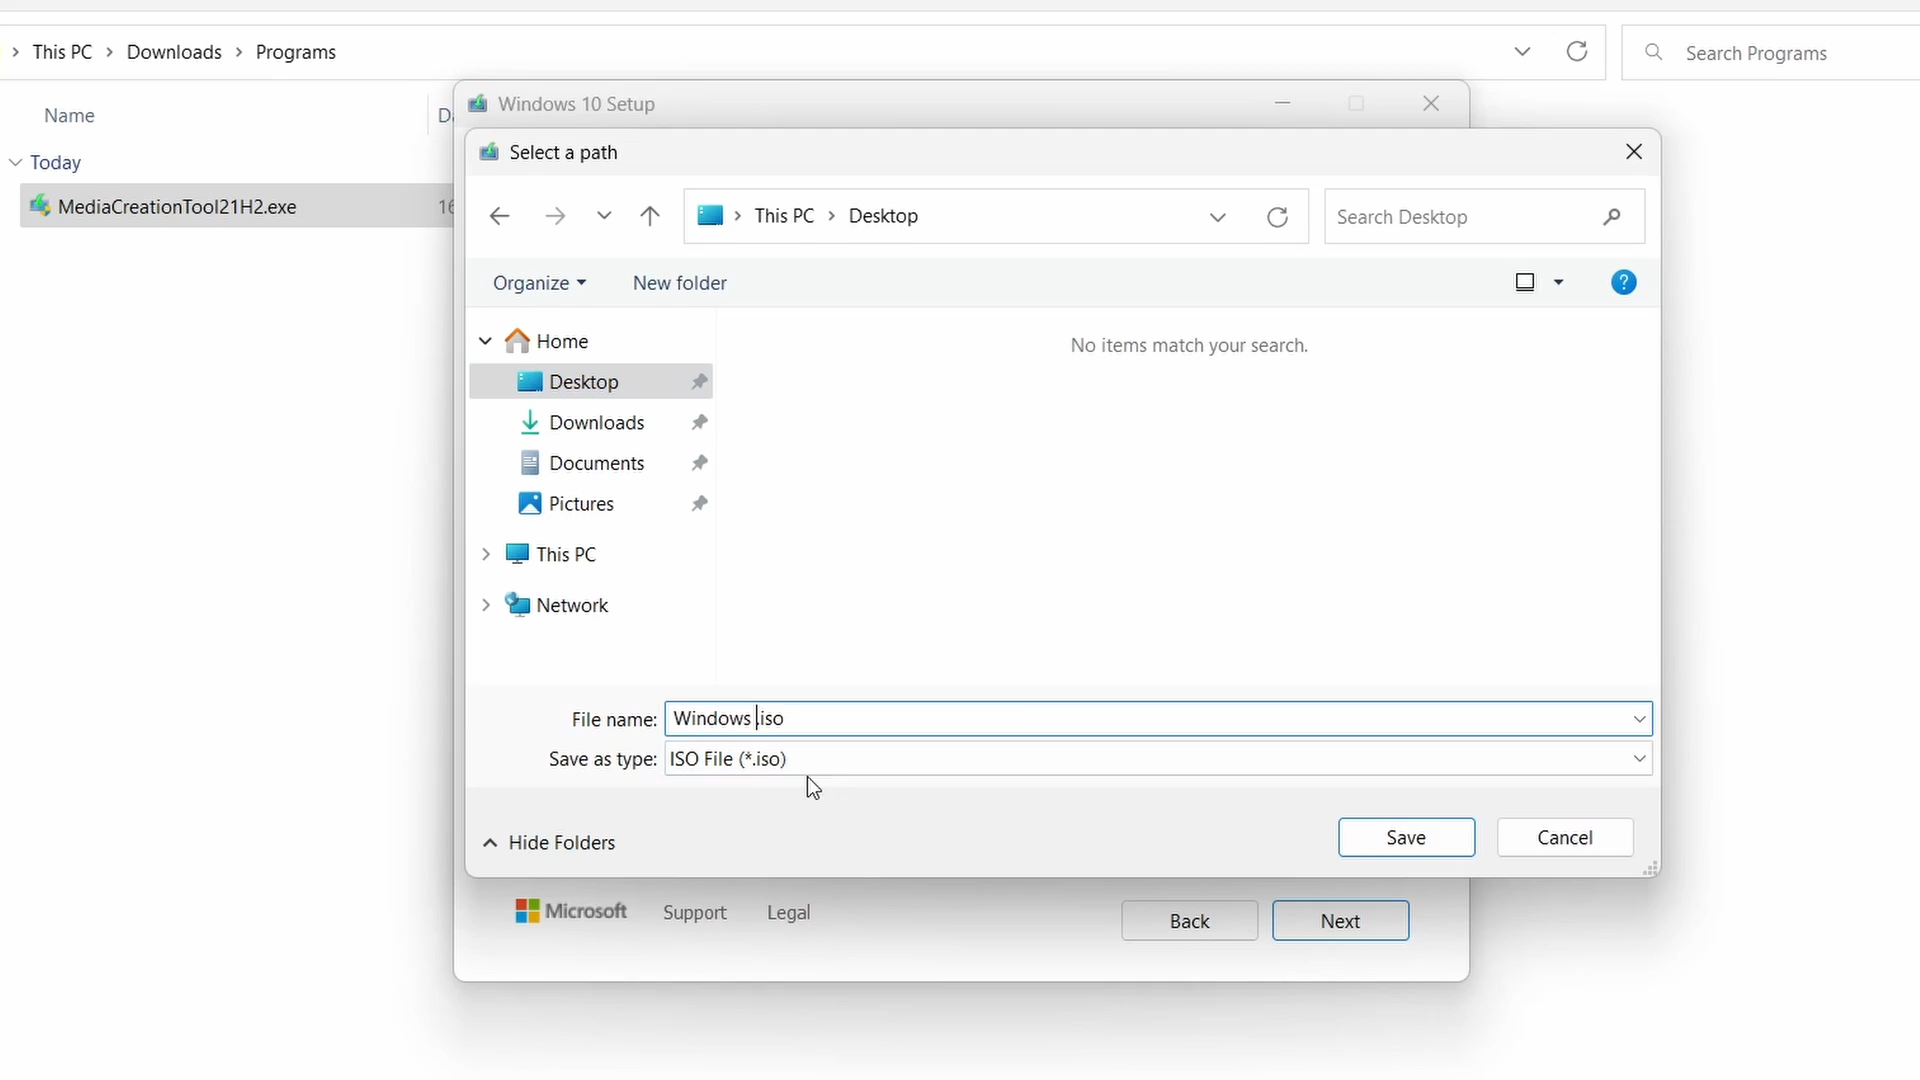 This PC > Downloads > Programs
Search Programs
Name
Today
MediaCreationTool21H2.exe
16
Windows 10 Setup
Select a path
This PC > Desktop
Search Desktop
Organize
New folder
?
Home
Desktop
Downloads
Documents
Pictures
This PC
Network
No items match your search.
File name: Windows .iso
Save as type: ISO File (*.iso)
Hide Folders
Save
Cancel
Microsoft
Support
Legal
Back
Next